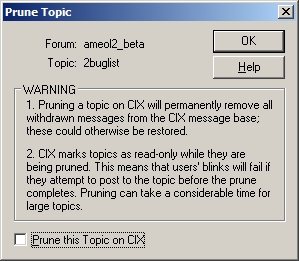 Prune Topic
Forum: ameol2_beta
OK
Topic: 2buglist
Help
WARNING
1. Pruning a topic on CIX will permanently remove all
withdrawn messages from the CIX message base;
these could otherwise be restored.
2. CIX marks topics as read-only while they are
being pruned. This means that users' blinks will fail if
they attempt to post to the topic before the prune
completes. Pruning can take a considerable time for
large topics.
Prune this Topic on CIX